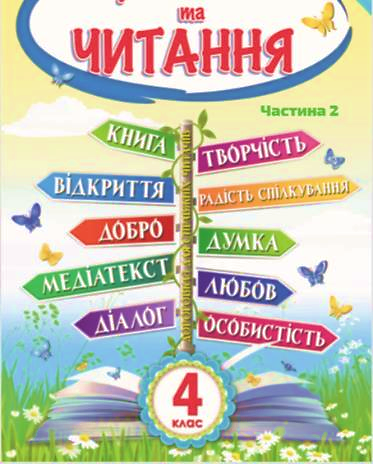 та
ЧИТАННЯ
Частина 2
КНИГА
ТВОРЧІСТЬ
ВІДКРИТТЯ
РАДІСТЬ СПІЛКУВАННЯ
ДОБРО
ДУМКА
МЕДІАТЕКСТ
ЛЮБОВ
ДІАЛОГ
ОСОБИСТІСТЬ
4
клас